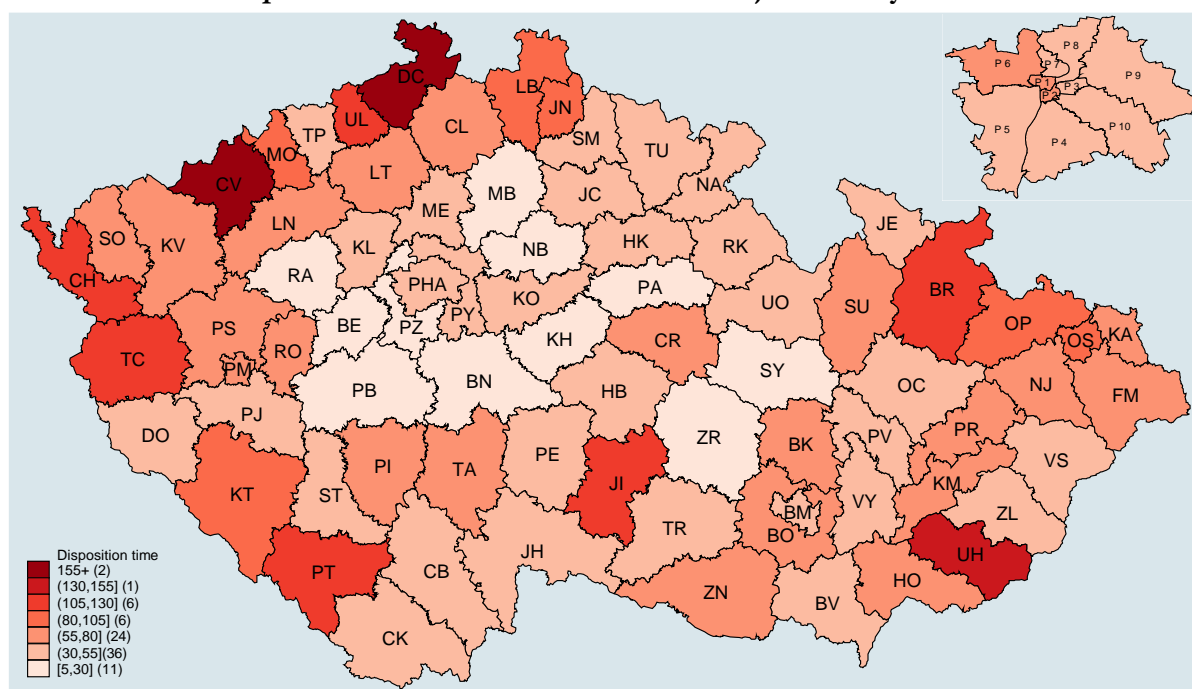 DC
LB
JN
UL
TP
MO
CL
SM
TU
CV
LT
NA
MB
JC
ME
LN
SO
KV
KL
NB
HK
RK
JE
CH
RA
PHA
KO
PA
UO
SU
BR
PY
BE
PZ
KH
CR
OP
OS
KA
TC
PS
RO
PM
PB
BN
HB
SY
OC
NJ
FM
DO
PJ
ZR
PE
BK
PV
PR
VS
KT
ST
PI
TA
JI
KM
VY
BM
BO
ZL
TR
JH
UH
PT
CB
ZN
HO
BV
CK
P 8
P 6
P 7
P 9
P 1
P 3
P 2
P 5
P 4
P 10
Disposition time
155+ (2)
(130,155] (1)
(105,130] (6)
(80,105] (6)
(55,80] (24)
(30,55](36)
[5,30] (11)